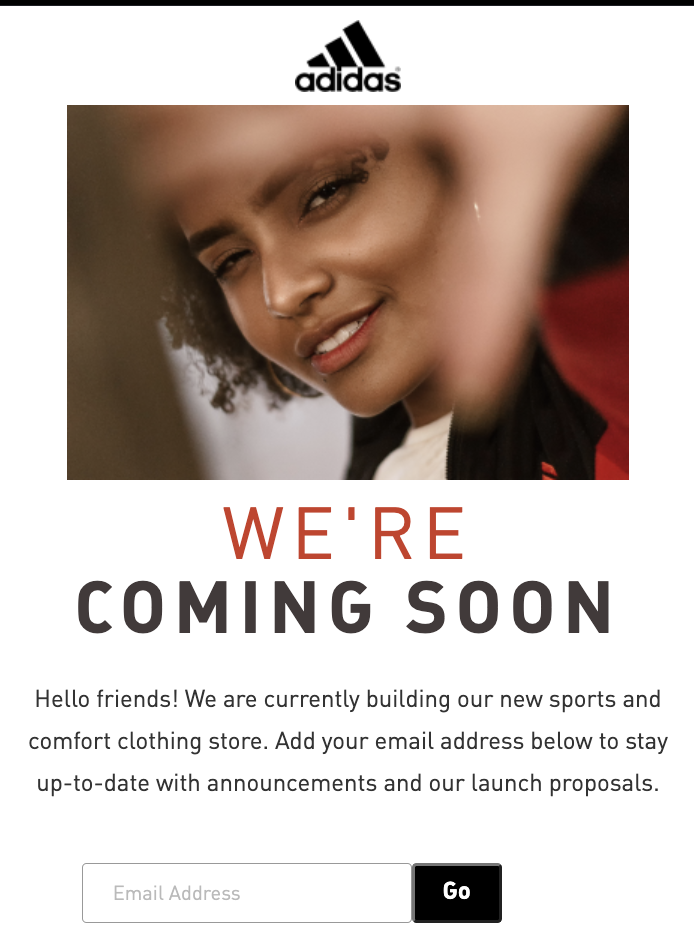 adidas
WE'RE
COMING SOON
Hello friends! We are currently building our new sports and
comfort clothing store. Add your email address below to stay
up-to-date with announcements and our launch proposals.
Email Address
Go